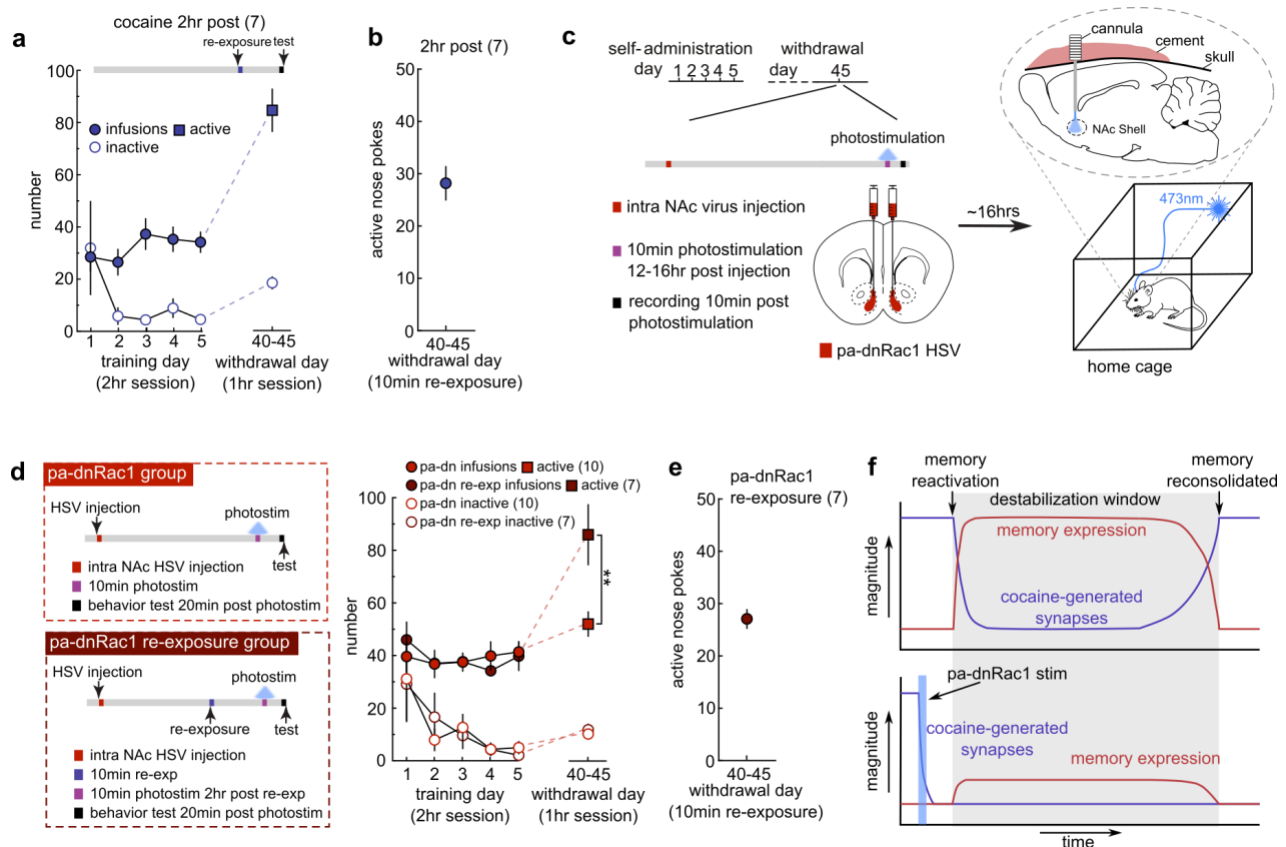 a
cocaine 2hr post (7)
re-exposure test
infusions active
inactive
number
100
80
60
40
20
0
1 2 3 4 5 40-45
training day withdrawal day
(2hr session) (1hr session)
b
2hr post (7)
active nose pokes
50
40
30
20
10
0
40-45
withdrawal day
(10min re-exposure)
c
self-administration withdrawal
day 1 2 3 4 5 day 45
photostimulation
intra NAc virus injection
10min photostimulation
12-16hr post injection
recording 10min post
photostimulation
pa-dnRac1 HSV
~16hrs
cannula
cement
skull
NAc Shell
473nm
home cage
d
pa-dnRac1 group
HSV injection
photostim
test
intra NAc HSV injection
10min photostim
behavior test 20min post photostim
pa-dnRac1 re-exposure group
HSV injection
photostim
re-exposure
test
intra NAc HSV injection
10min re-exp
10min photostim 2hr post re-exp
behavior test 20min post photostim
pa-dn infusions active (10)
pa-dn re-exp infusions active (7)
pa-dn inactive (10)
pa-dn re-exp inactive (7)
number
100
80
60
40
20
0
**
1 2 3 4 5 40-45
training day withdrawal day
(2hr session) (1hr session)
e
pa-dnRac1
re-exposure (7)
active nose pokes
50
40
30
20
10
0
40-45
withdrawal day
(10min re-exposure)
f
memory
reactivation
memory
reconsolidated
destabilization window
memory expression
cocaine-generated
synapses
magnitude
pa-dnRac1 stim
cocaine-generated
synapses
memory expression
magnitude
time